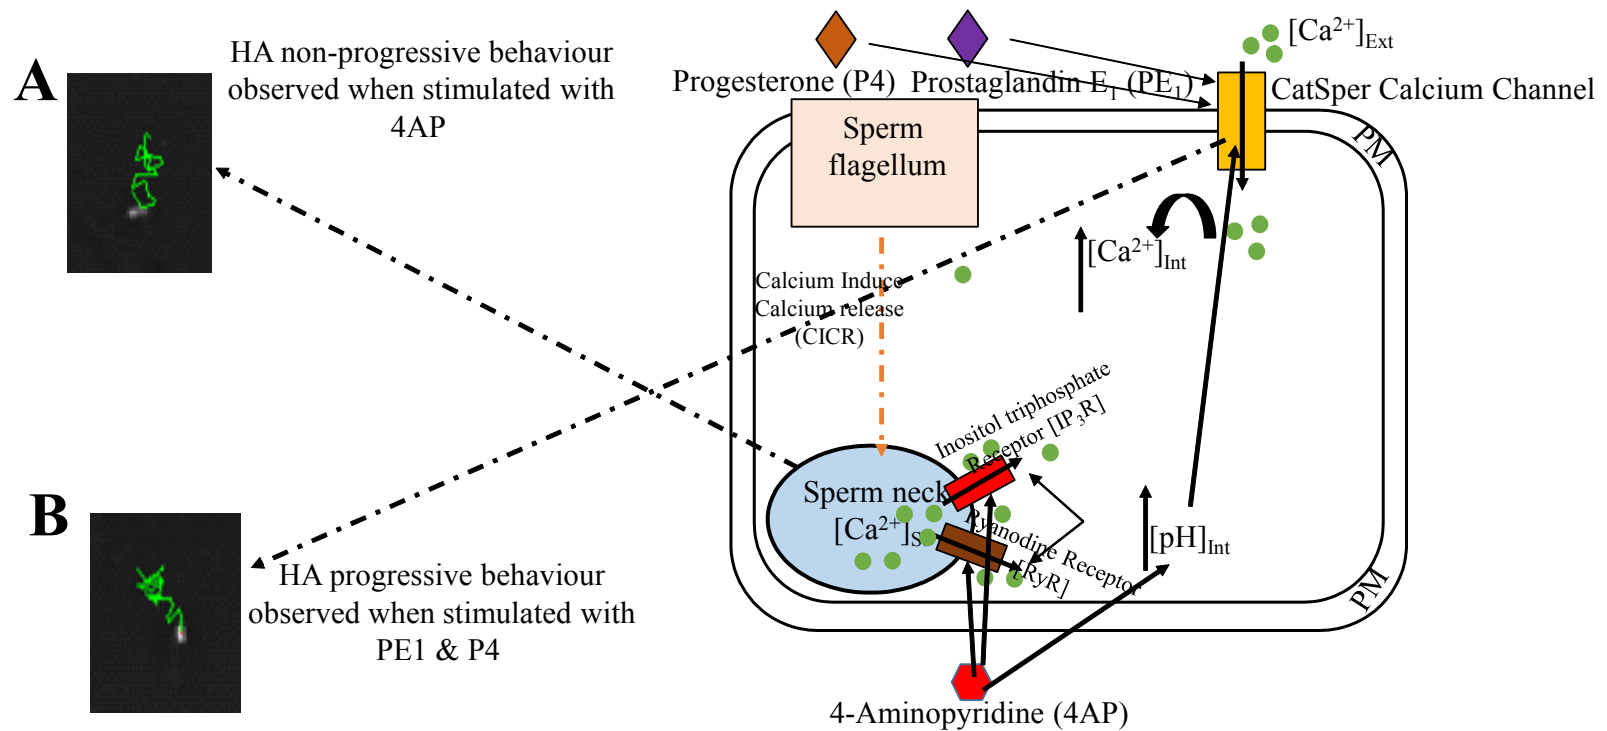 A
HA non-progressive behaviour
observed when stimulated with
4AP
B
HA progressive behaviour
observed when stimulated with
PE1 & P4
Progesterone (P4)
Prostaglandin E₁ (PE₁)
[Ca²⁺]Ext
CatSper Calcium Channel
Sperm
flagellum
PM
[Ca²⁺]Int
Calcium Induce
Calcium release
(CICR)
Inositol triphosphate
Receptor [IP₃R]
Sperm neck
[Ca²⁺]S
Ryanodine Receptor
[RyR]
[pH]Int
PM
4-Aminopyridine (4AP)